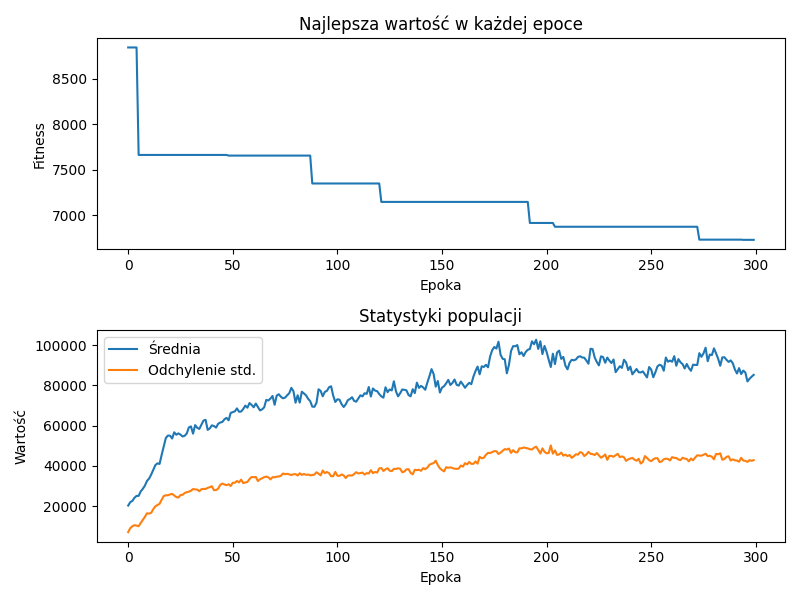 Najlepsza wartość w każdej epoce
8500
8000
7500
7000
Fitness
0 50 100 150 200 250 300
Epoka
Statystyki populacji
Średnia
Odchylenie std.
100000
80000
60000
40000
20000
Wartość
0 50 100 150 200 250 300
Epoka